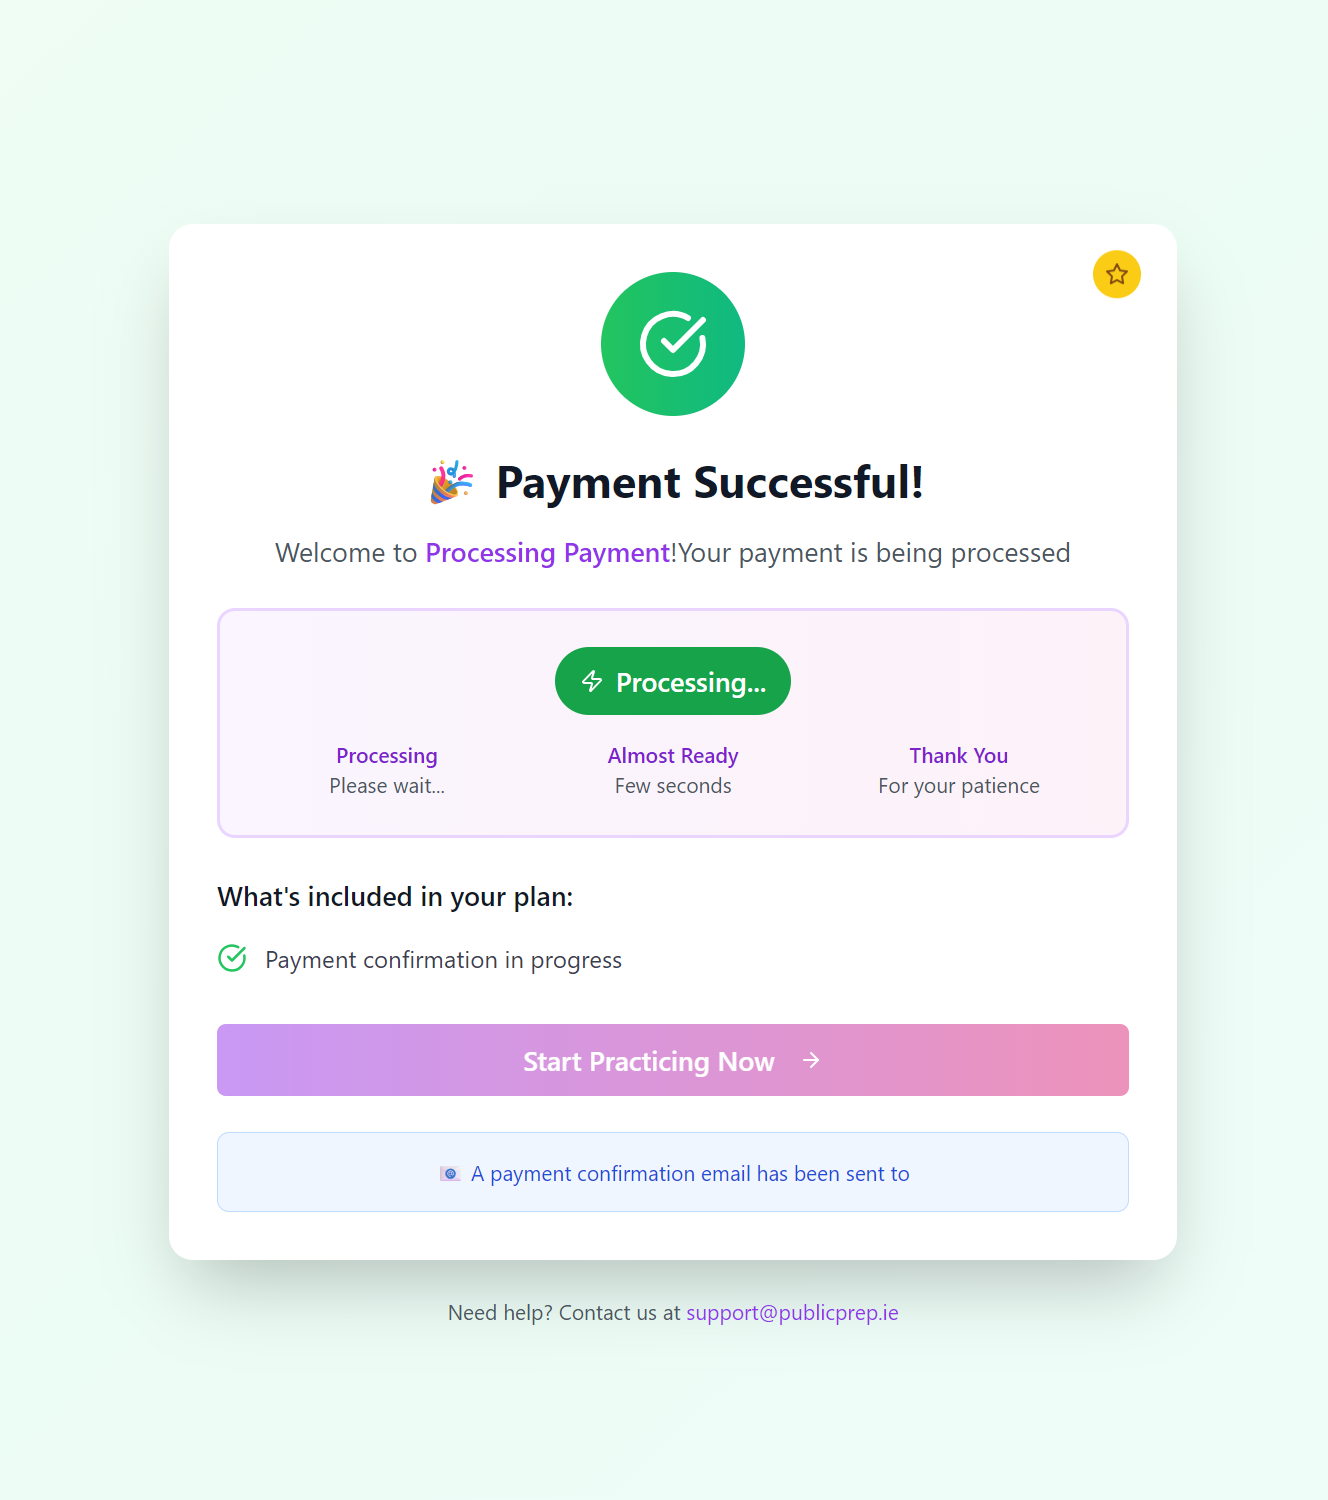 🎉 Payment Successful!
Welcome to Processing Payment!Your payment is being processed
Processing...
Processing
Please wait...
Almost Ready
Few seconds
Thank You
For your patience
What's included in your plan:
Payment confirmation in progress
Start Practicing Now
📧 A payment confirmation email has been sent to
Need help? Contact us at support@publicprep.ie